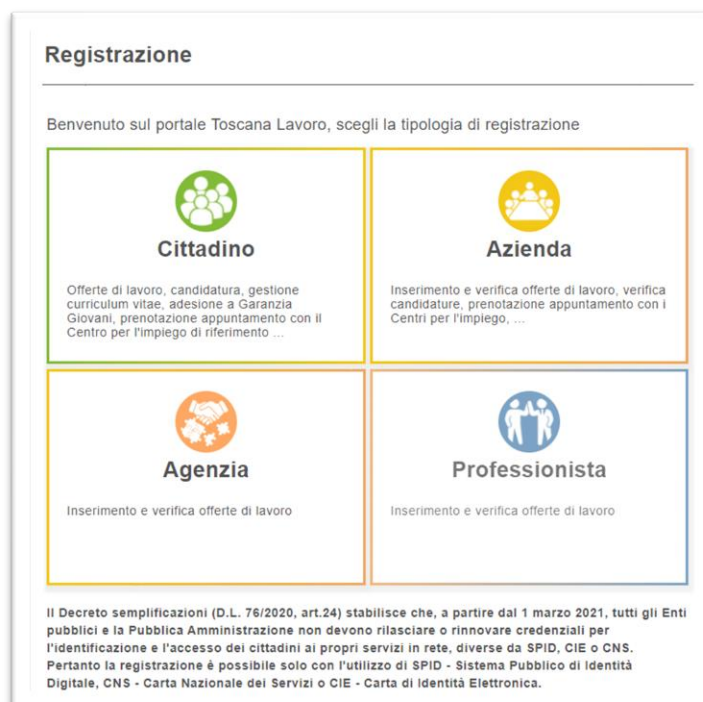 Registrazione
Benvenuto sul portale Toscana Lavoro, scegli la tipologia di registrazione
Cittadino
Offerte di lavoro, candidatura, gestione
curriculum vitae, adesione a Garanzia
Giovani, prenotazione appuntamento con il
Centro per l'impiego di riferimento ...
Azienda
Inserimento e verifica offerte di lavoro, verifica
candidature, prenotazione appuntamento con i
Centri per l'impiego, ...
Agenzia
Inserimento e verifica offerte di lavoro
Professionista
Inserimento e verifica offerte di lavoro
Il Decreto semplificazioni (D.L. 76/2020, art.24) stabilisce che, a partire dal 1 marzo 2021, tutti gli Enti
pubblici e la Pubblica Amministrazione non devono rilasciare o rinnovare credenziali per
l'identificazione e l'accesso dei cittadini ai propri servizi in rete, diverse da SPID, CIE o CNS.
Pertanto la registrazione è possibile solo con l'utilizzo di SPID - Sistema Pubblico di Identità
Digitale, CNS - Carta Nazionale dei Servizi o CIE - Carta di Identità Elettronica.